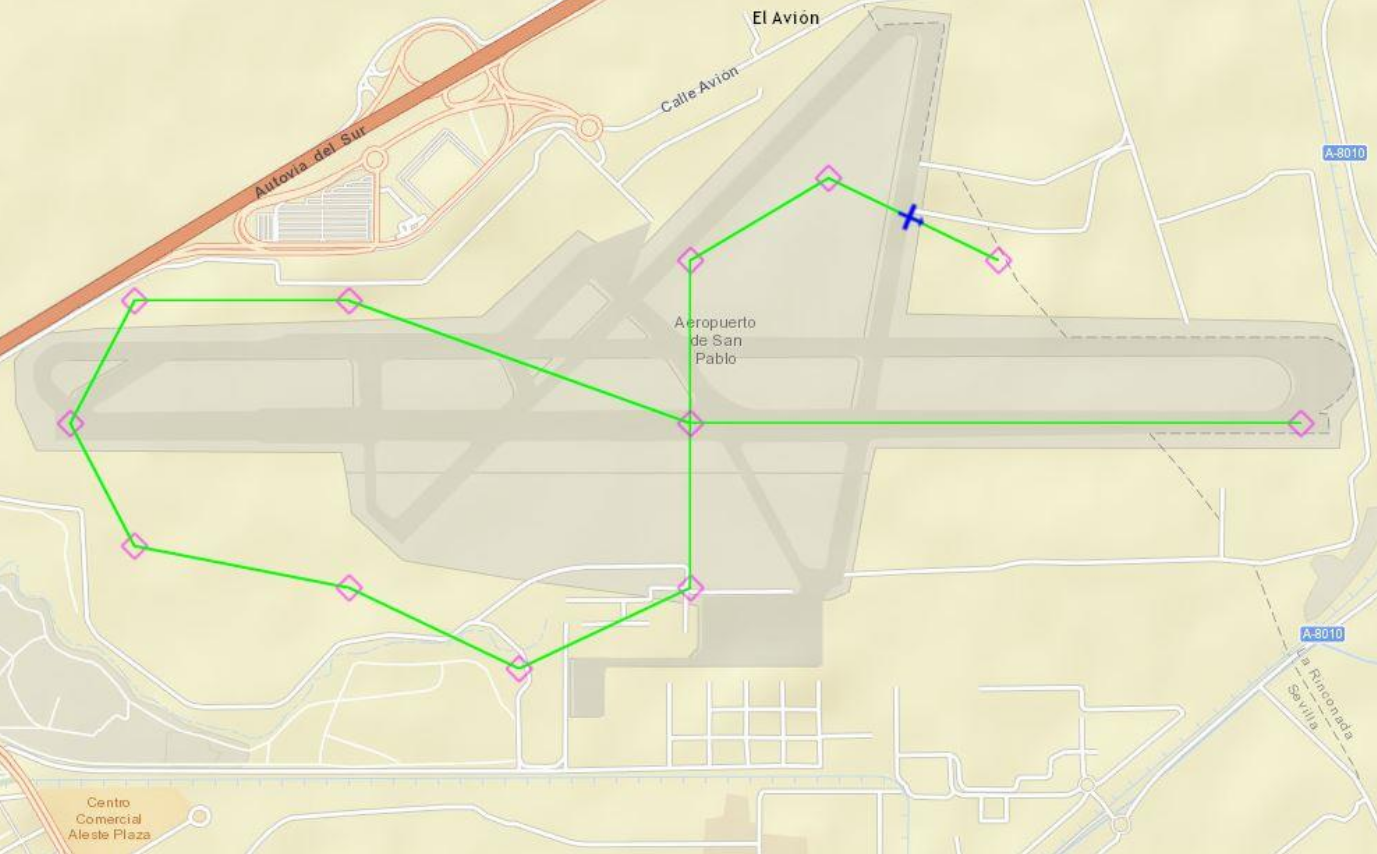 El Avión
Calle Avión
Autovia del Sur
A-8010
Aeropuerto
de San
Pablo
A-8010
La Rinconada
Sevilla
Centro
Comercial
Aleste Plaza